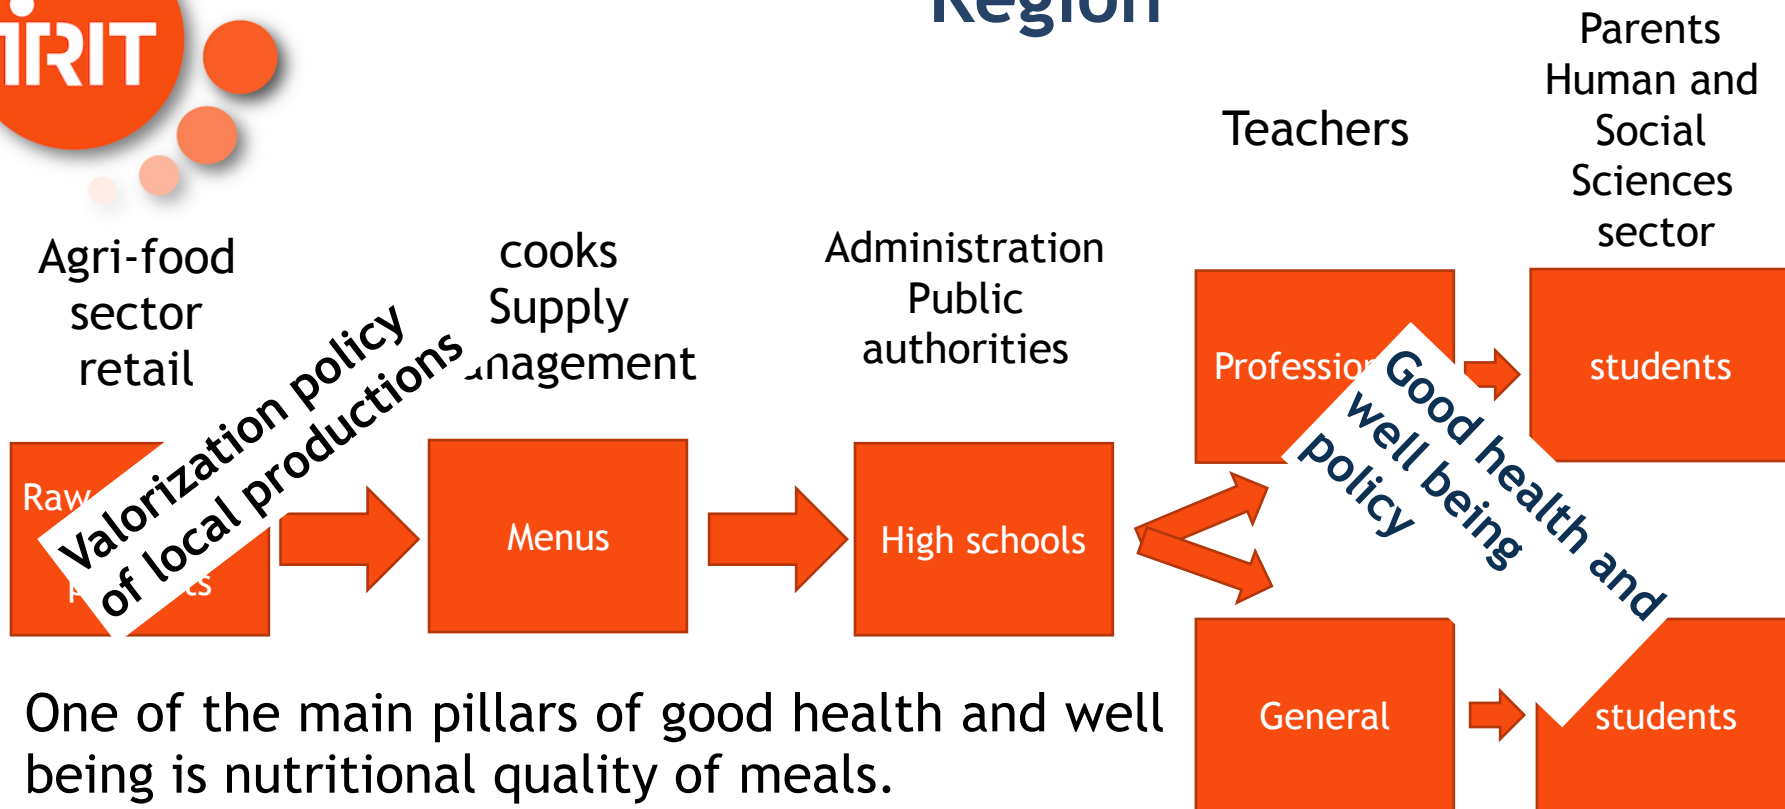 Region
iRIT
Parents
Human and
Social
Sciences
sector
Teachers
Agri-food
sector
retail
cooks
Supply
Administration
Public
authorities
Valorization policy
of local productions
Raw
Menus
High schools
students
Good health and
well being
policy
General
students
One of the main pillars of good health and well
being is nutritional quality of meals.